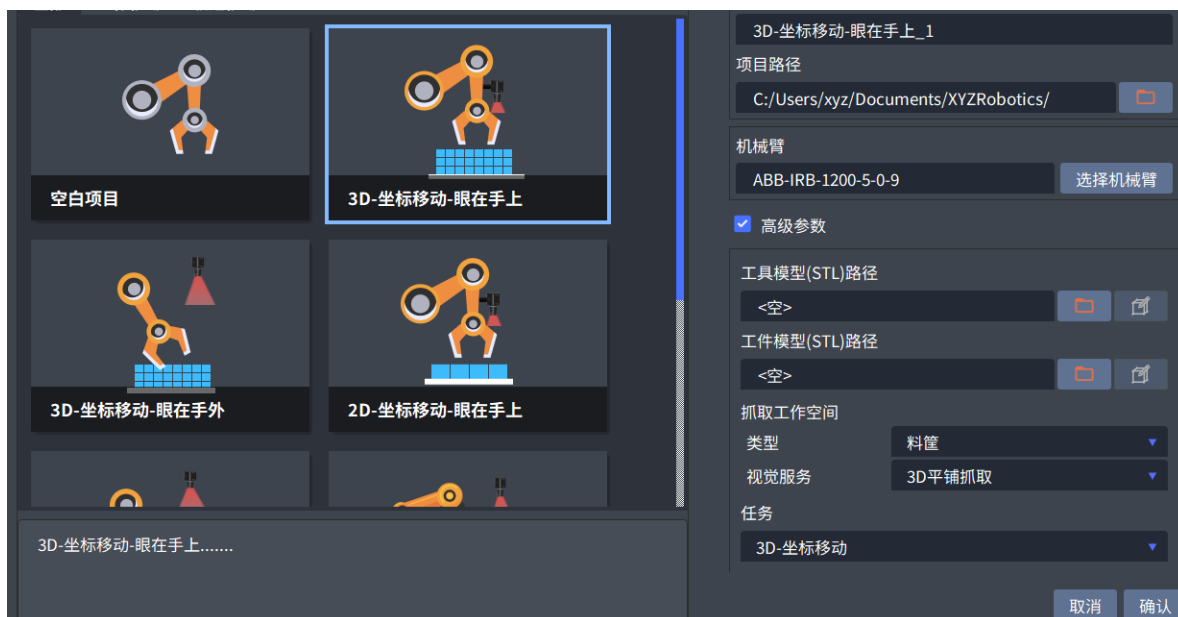 空白项目
3D-坐标移动-眼在手上
3D-坐标移动-眼在手外
2D-坐标移动-眼在手上
3D-坐标移动-眼在手上.......
3D-坐标移动-眼在手上_1
项目路径
C:/Users/xyz/Documents/XYZRobotics/
机械臂
ABB-IRB-1200-5-0-9
选择机械臂
高级参数
工具模型(STL)路径
<空>
工件模型(STL)路径
<空>
抓取工作空间
类型
料筐
视觉服务
3D平铺抓取
任务
3D-坐标移动
取消
确认